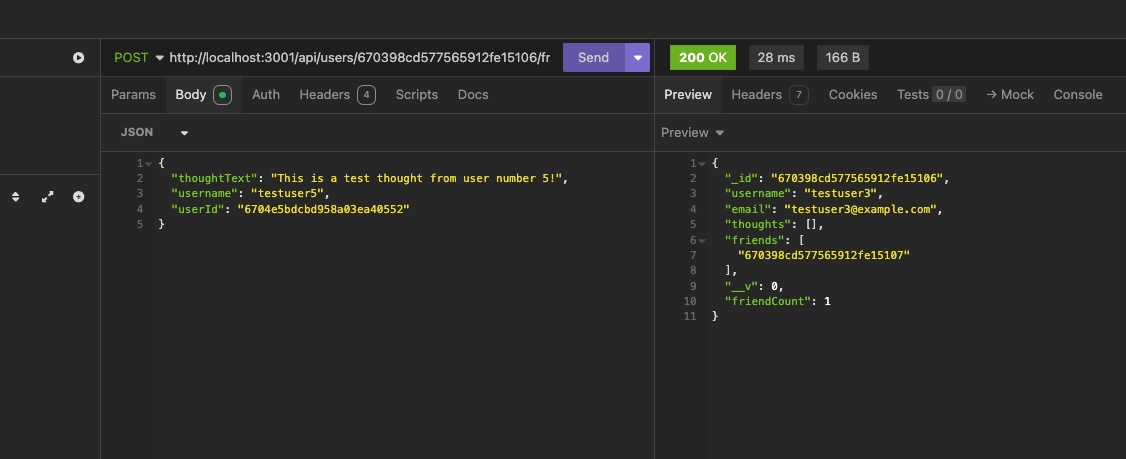 POST http://localhost:3001/api/users/670398cd577565912fe15106/fr Send 200 OK 28 ms 166 B
Params Body Auth Headers 4 Scripts Docs
Preview Headers 7 Cookies Tests 0 / 0 → Mock Console
JSON
Preview
1 {
2 "thoughtText": "This is a test thought from user number 5!",
3 "username": "testuser5",
4 "userId": "6704e5bdcbd958a03ea40552"
5 }
1 {
2 "_id": "670398cd577565912fe15106",
3 "username": "testuser3",
4 "email": "testuser3@example.com",
5 "thoughts": [],
6 "friends": [
7 "670398cd577565912fe15107"
8 ],
9 "__v": 0,
10 "friendCount": 1
11 }